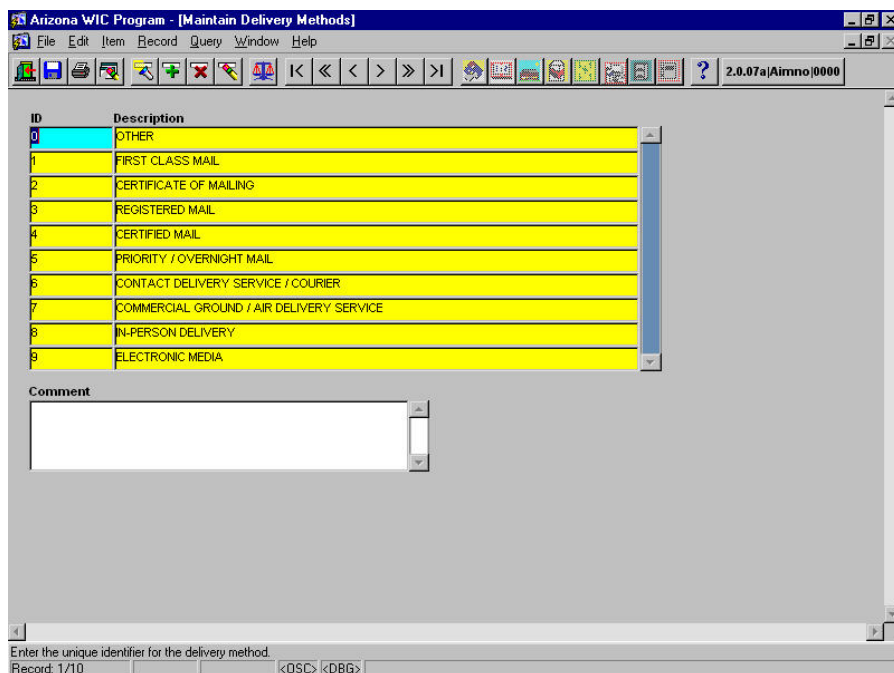 Arizona WIC Program - [Maintain Delivery Methods]
File Edit Item Record Query Window Help
2.0.07a|Aimno|0000
ID Description
0 OTHER
1 FIRST CLASS MAIL
2 CERTIFICATE OF MAILING
3 REGISTERED MAIL
4 CERTIFIED MAIL
5 PRIORITY / OVERNIGHT MAIL
6 CONTACT DELIVERY SERVICE / COURIER
7 COMMERCIAL GROUND / AIR DELIVERY SERVICE
8 IN-PERSON DELIVERY
9 ELECTRONIC MEDIA
Comment
Enter the unique identifier for the delivery method.
Record: 1/10 <OSC> <DBG>